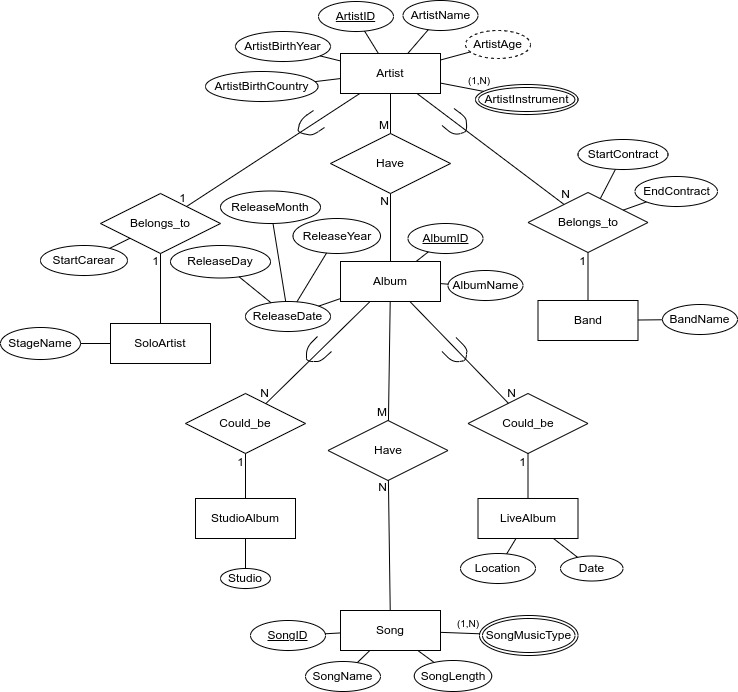 ArtistID
ArtistName
ArtistBirthYear
ArtistAge
Artist
(1,N)
ArtistBirthCountry
ArtistInstrument
M
Have
StartContract
EndContract
1
N
N
ReleaseMonth
Belongs_to
Belongs_to
ReleaseYear
AlbumID
StartCarear
1
ReleaseDay
1
Album
AlbumName
ReleaseDate
Band
BandName
StageName
SoloArtist
N
N
M
Could_be
Could_be
Have
1
1
N
StudioAlbum
LiveAlbum
Location
Date
Studio
(1,N)
SongID
Song
SongMusicType
SongName
SongLength